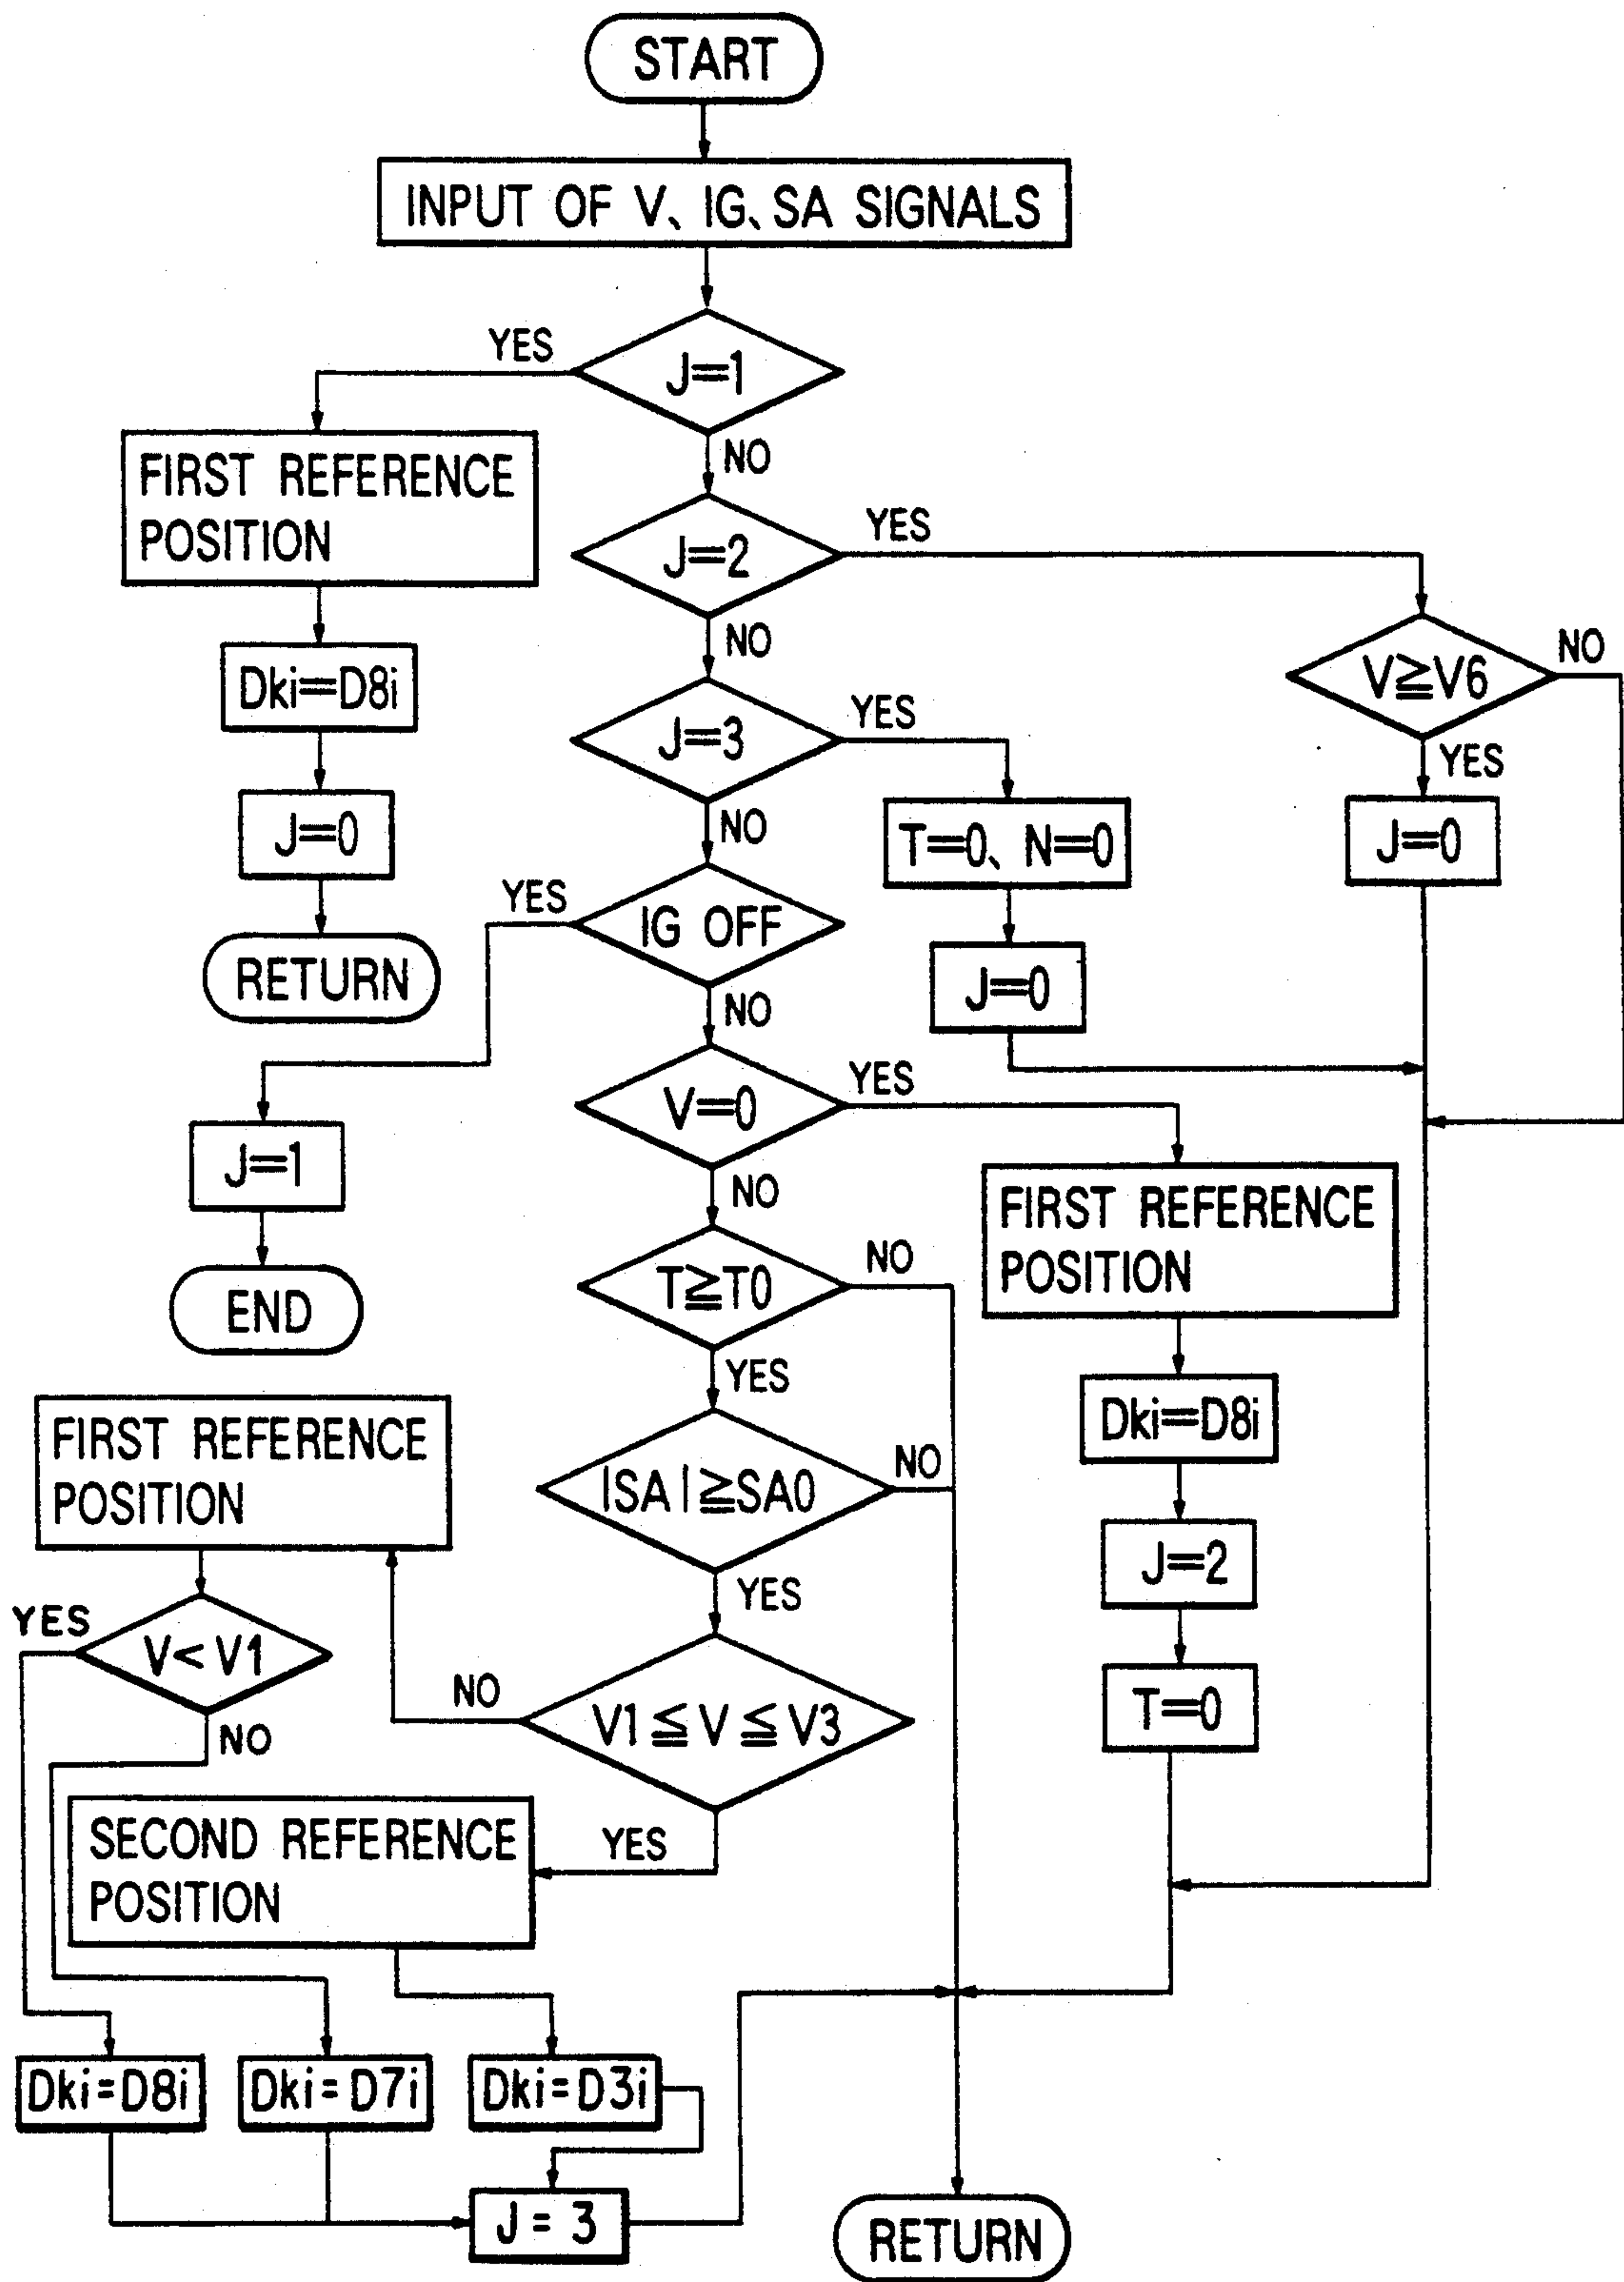 START
INPUT OF V、IG、SA SIGNALS
YES
J=1
NO
FIRST REFERENCE
POSITION
J=2
YES
NO
Dki=D8i
J=3
YES
V≧V6
NO
YES
NO
J=0
T=0、N=0
J=0
YES
IG OFF
RETURN
NO
J=0
V=0
YES
J=1
NO
FIRST REFERENCE
POSITION
T≧T0
NO
END
YES
Dki=D8i
FIRST REFERENCE
POSITION
|SA|≧SA0
NO
J=2
YES
YES
V<V1
NO
NO
V1≦V≦V3
T=0
SECOND REFERENCE
POSITION
YES
Dki=D8i
Dki=D7i
Dki=D3i
J=3
RETURN